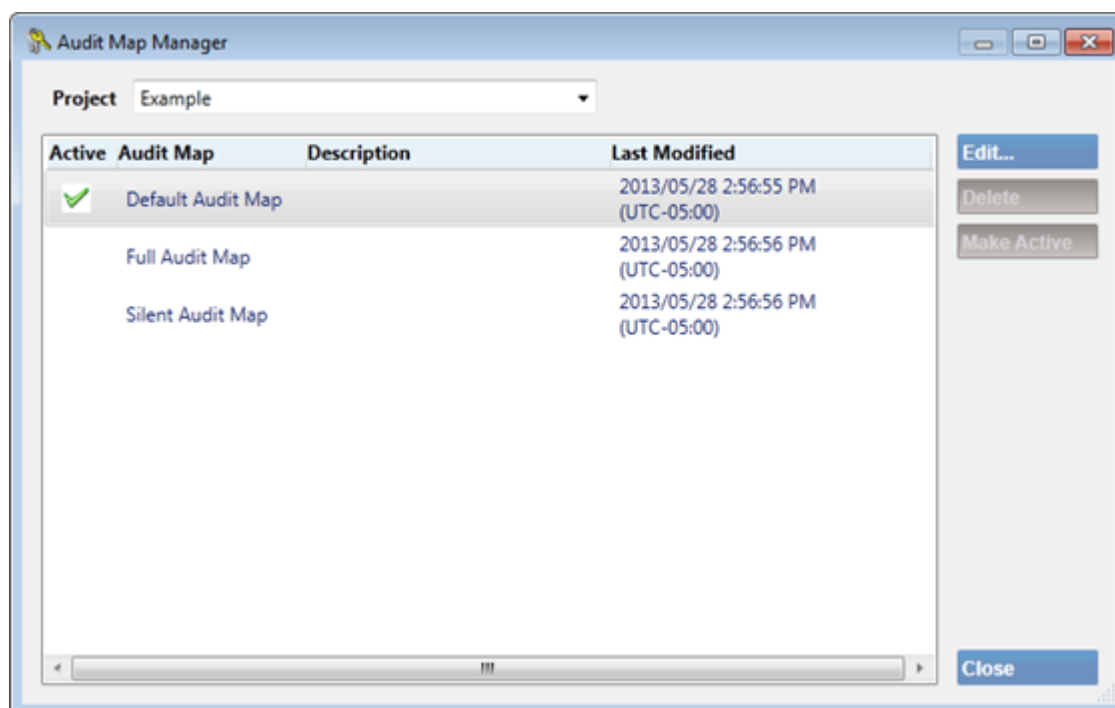 Audit Map Manager
Project Example
Active Audit Map Description Last Modified
Edit...
Default Audit Map 2013/05/28 2:56:55 PM
(UTC-05:00)
Delete
Full Audit Map 2013/05/28 2:56:56 PM
(UTC-05:00)
Make Active
Silent Audit Map 2013/05/28 2:56:56 PM
(UTC-05:00)
Close